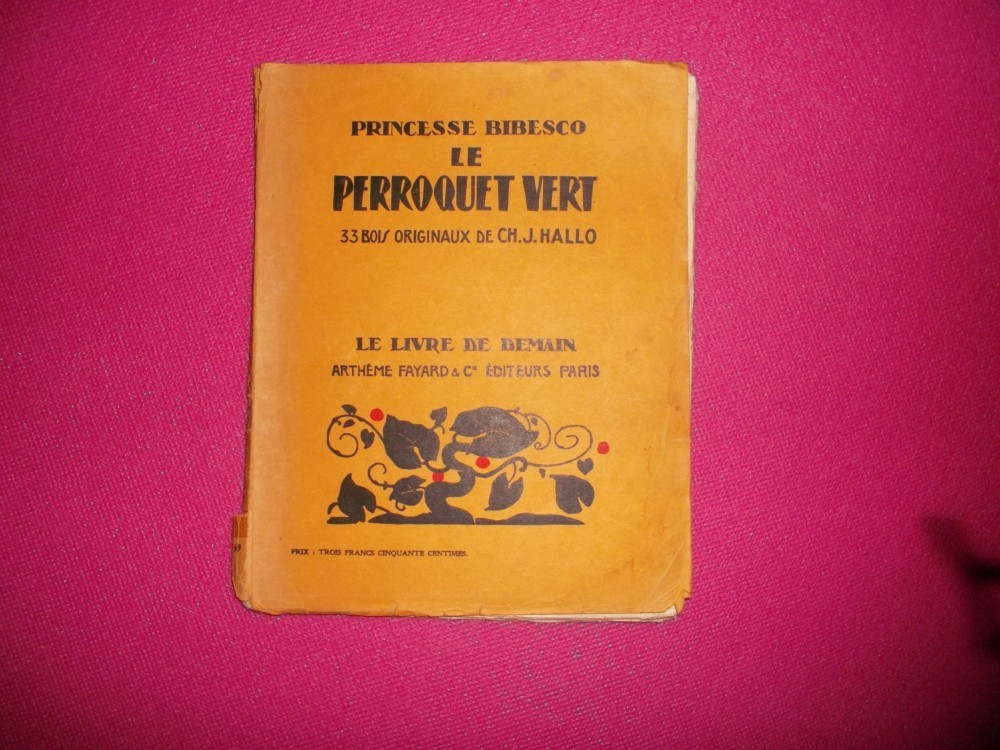 PRINCESSE BIBESCO
LE
PERROQUET VERT
33 BOIS ORIGINAUX DE CH.J. HALLO
LE LIVRE DE DEMAIN
ARTHÈME FAYARD & Cie ÉDITEURS PARIS
PRIX : TROIS FRANCS CINQUANTE CENTIMES.